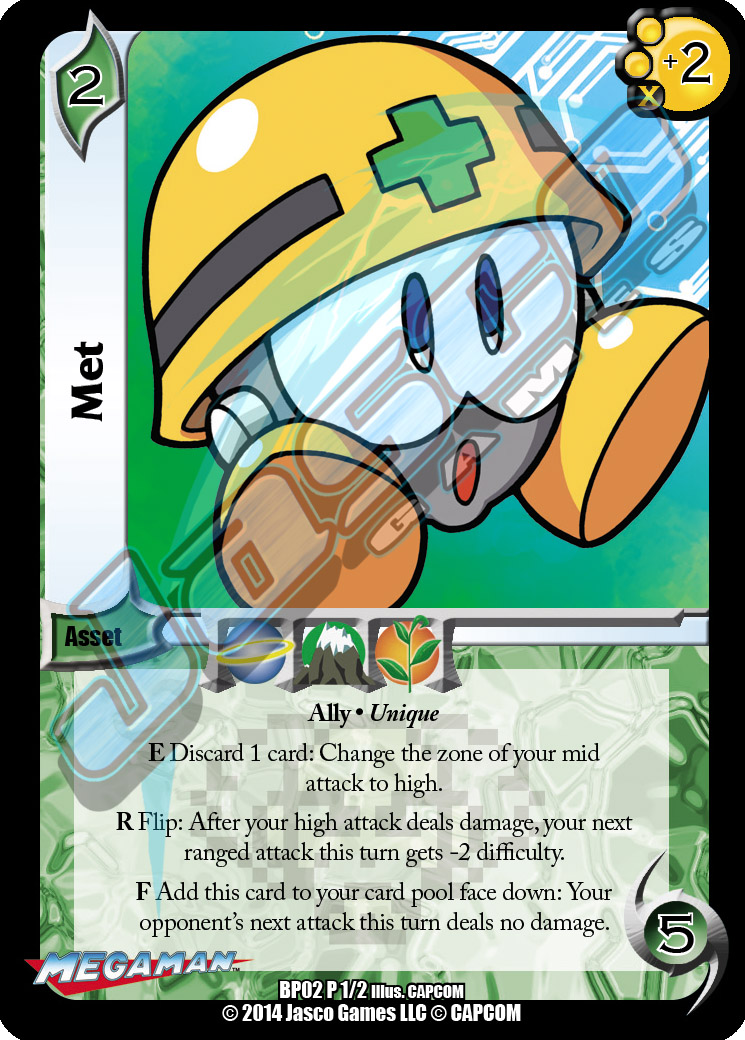 2
+2
X
Met
Asset
Ally • Unique
E Discard 1 card: Change the zone of your mid
attack to high.
R Flip: After your high attack deals damage, your next
ranged attack this turn gets -2 difficulty.
F Add this card to your card pool face down: Your
opponent's next attack this turn deals no damage.
5
MEGAMAN™
BP02 P 1/2 Illus. CAPCOM
© 2014 Jasco Games LLC © CAPCOM
JASCO
GAMES